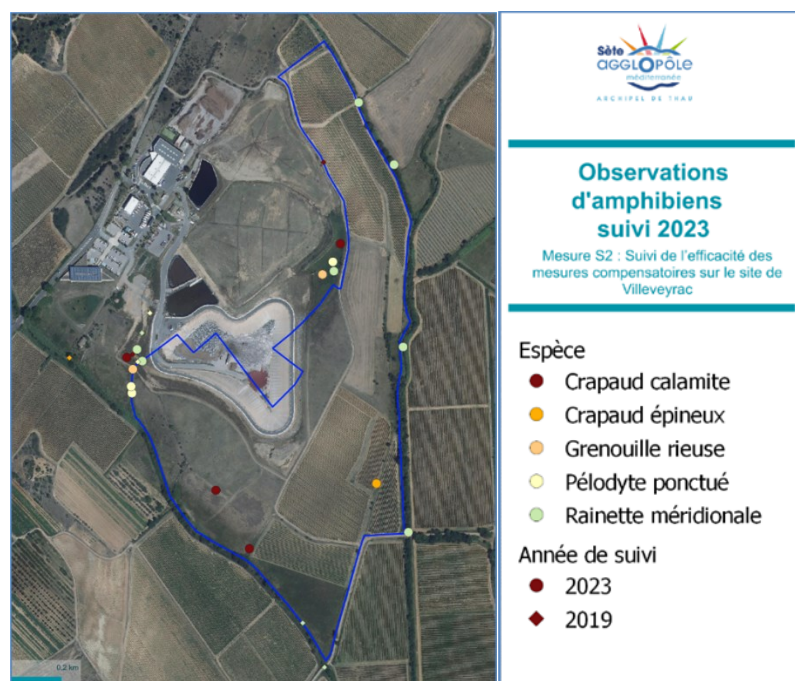 Sète
AGGLOPÔLE
méditerranée
ARCHIPEL DE THAU
Observations
d'amphibiens
suivi 2023
Mesure S2 : Suivi de l'efficacité des
mesures compensatoires sur le site de
Villeveyrac
Espèce
Crapaud calamite
Crapaud épineux
Grenouille rieuse
Pélodyte ponctué
Rainette méridionale
Année de suivi
2023
2019
0.2 km